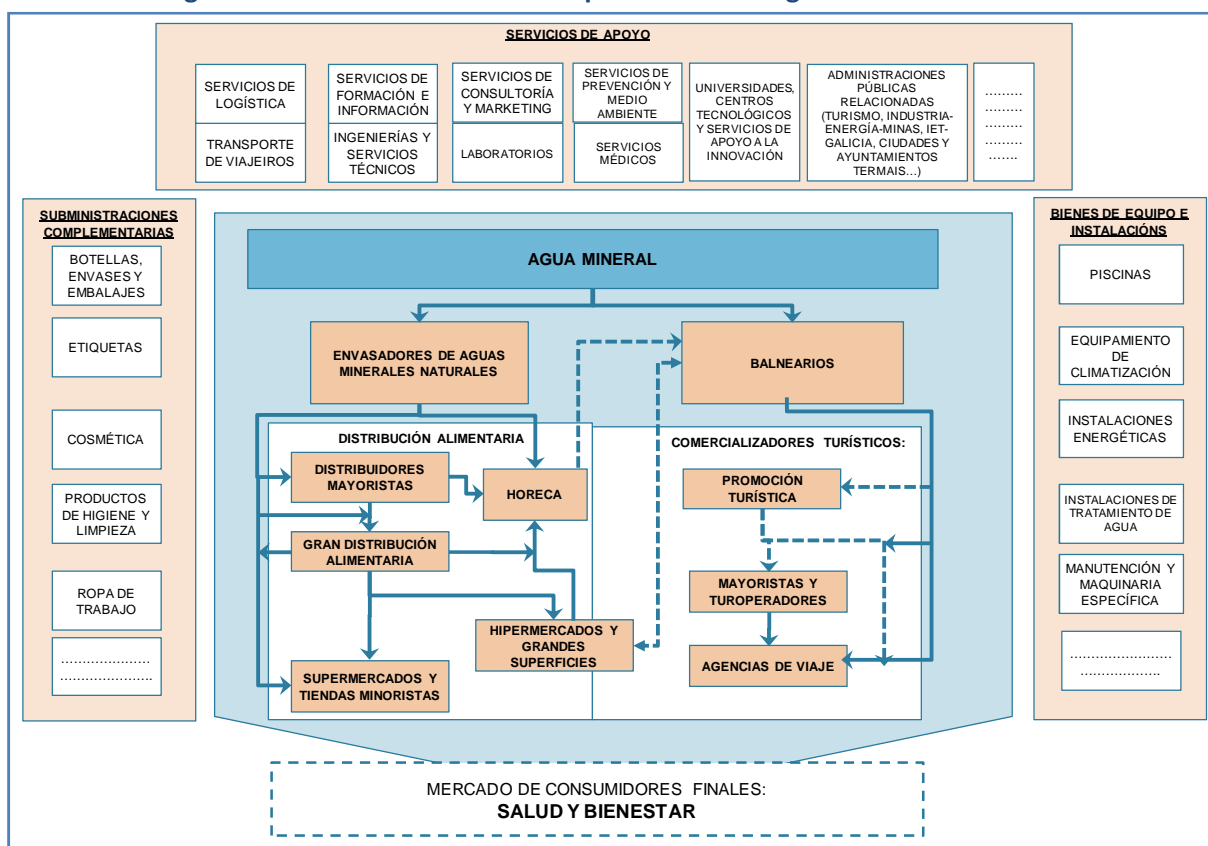 SERVICIOS DE APOYO
SERVICIOS DE
LOGÍSTICA
TRANSPORTE
DE VIAJEIROS
SERVICIOS DE
FORMACIÓN E
INFORMACIÓN
INGENIERÍAS Y
SERVICIOS
TÉCNICOS
SERVICIOS DE
CONSULTORÍA
Y MARKETING
LABORATORIOS
SERVICIOS DE
PREVENCIÓN Y
MEDIO
AMBIENTE
SERVICIOS
MÉDICOS
UNIVERSIDADES,
CENTROS
TECNOLÓGICOS
Y SERVICIOS DE
APOYO A LA
INNOVACIÓN
ADMINISTRACIONES
PÚBLICAS
RELACIONADAS
(TURISMO, INDUSTRIA-
ENERGÍA-MINAS, IET-
GALICIA, CIUDADES Y
AYUNTAMIENTOS
TERMAIS…)
………
………
………
………
…….
SUBMINISTRACIONES
COMPLEMENTARIAS
BOTELLAS,
ENVASES Y
EMBALAJES
ETIQUETAS
COSMÉTICA
PRODUCTOS
DE HIGIENE Y
LIMPIEZA
ROPA DE
TRABAJO
………………….
…………………..
AGUA MINERAL
ENVASADORES DE AGUAS
MINERALES NATURALES
BALNEARIOS
DISTRIBUCIÓN ALIMENTARIA
DISTRIBUIDORES
MAYORISTAS
HORECA
GRAN DISTRIBUCIÓN
ALIMENTARIA
HIPERMERCADOS Y
GRANDES
SUPERFICIES
SUPERMERCADOS Y
TIENDAS MINORISTAS
COMERCIALIZADORES TURÍSTICOS:
PROMOCIÓN
TURÍSTICA
MAYORISTAS Y
TUROPERADORES
AGENCIAS DE VIAJE
BIENES DE EQUIPO E
INSTALACIÓNS
PISCINAS
EQUIPAMIENTO
DE
CLIMATIZACIÓN
INSTALACIONES
ENERGÉTICAS
INSTALACIONES DE
TRATAMIENTO DE
AGUA
MANUTENCIÓN Y
MAQUINARIA
ESPECÍFICA
…………………….
………………..
MERCADO DE CONSUMIDORES FINALES:
SALUD Y BIENESTAR